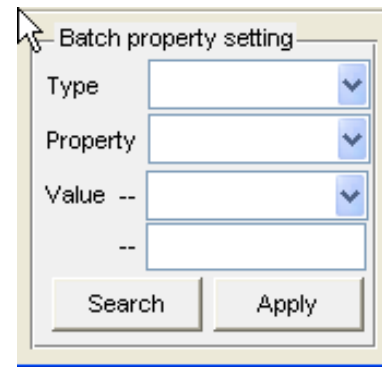 Batch property setting
Type
Property
Value --
--
Search Apply